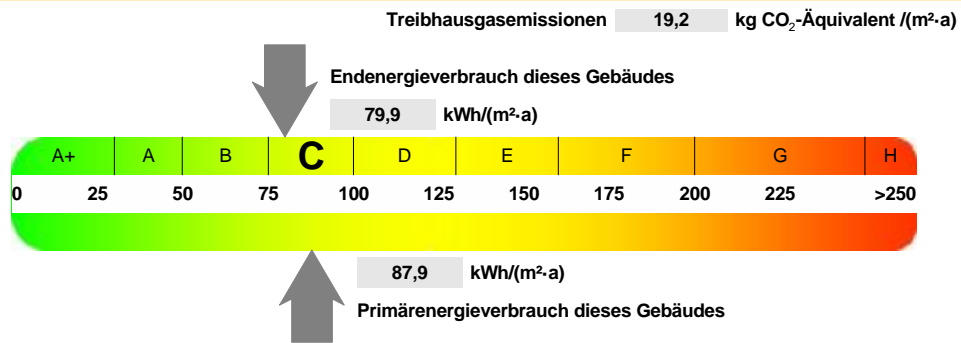 Treibhausgasemissionen 19,2 kg CO₂-Äquivalent /(m²·a)
Endenergieverbrauch dieses Gebäudes
79,9 kWh/(m²·a)
A+ A B C D E F G H
0 25 50 75 100 125 150 175 200 225 >250
87,9 kWh/(m²·a)
Primärenergieverbrauch dieses Gebäudes